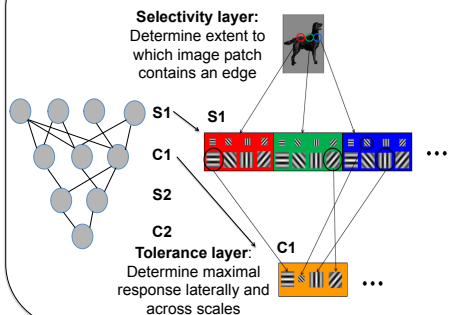 Selectivity layer:
Determine extent to
which image patch
contains an edge
S1
S1
C1
S2
C2
C1
Tolerance layer:
Determine maximal
response laterally and
across scales
...
...